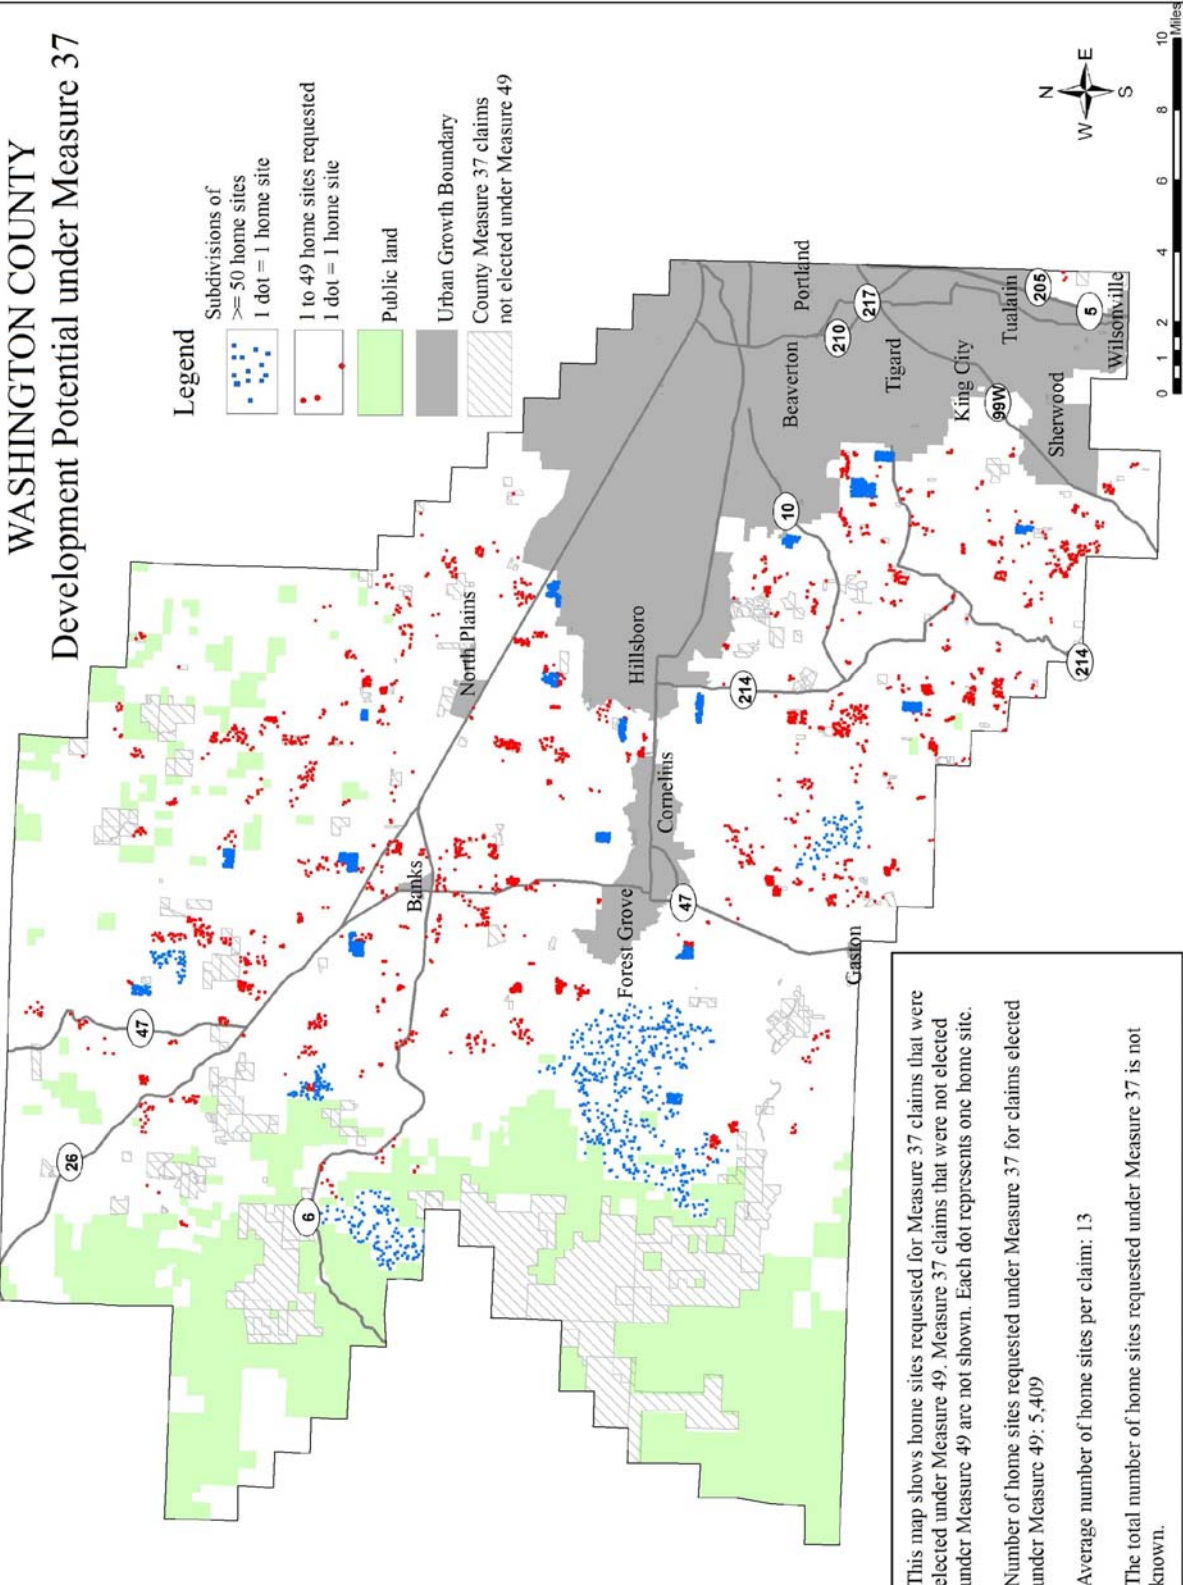 WASHINGTON COUNTY
Development Potential under Measure 37
Legend
Subdivisions of
>= 50 home sites
1 dot = 1 home site
1 to 49 home sites requested
1 dot = 1 home site
Public land
Urban Growth Boundary
County Measure 37 claims
not elected under Measure 49
N
W
E
S
0
1
2
4
6
8
10
Miles
26
47
6
Banks
North Plains
Hillsboro
Cornelius
Forest Grove
47
Gaston
214
10
Beaverton
Portland
210
217
Tigard
King City
99W
Tualatin
205
5
Sherwood
Wilsonville
214
This map shows home sites requested for Measure 37 claims that were
elected under Measure 49. Measure 37 claims that were not elected
under Measure 49 are not shown. Each dot represents one home site.
Number of home sites requested under Measure 37 for claims elected
under Measure 49: 5,409
Average number of home sites per claim: 13
The total number of home sites requested under Measure 37 is not
known.